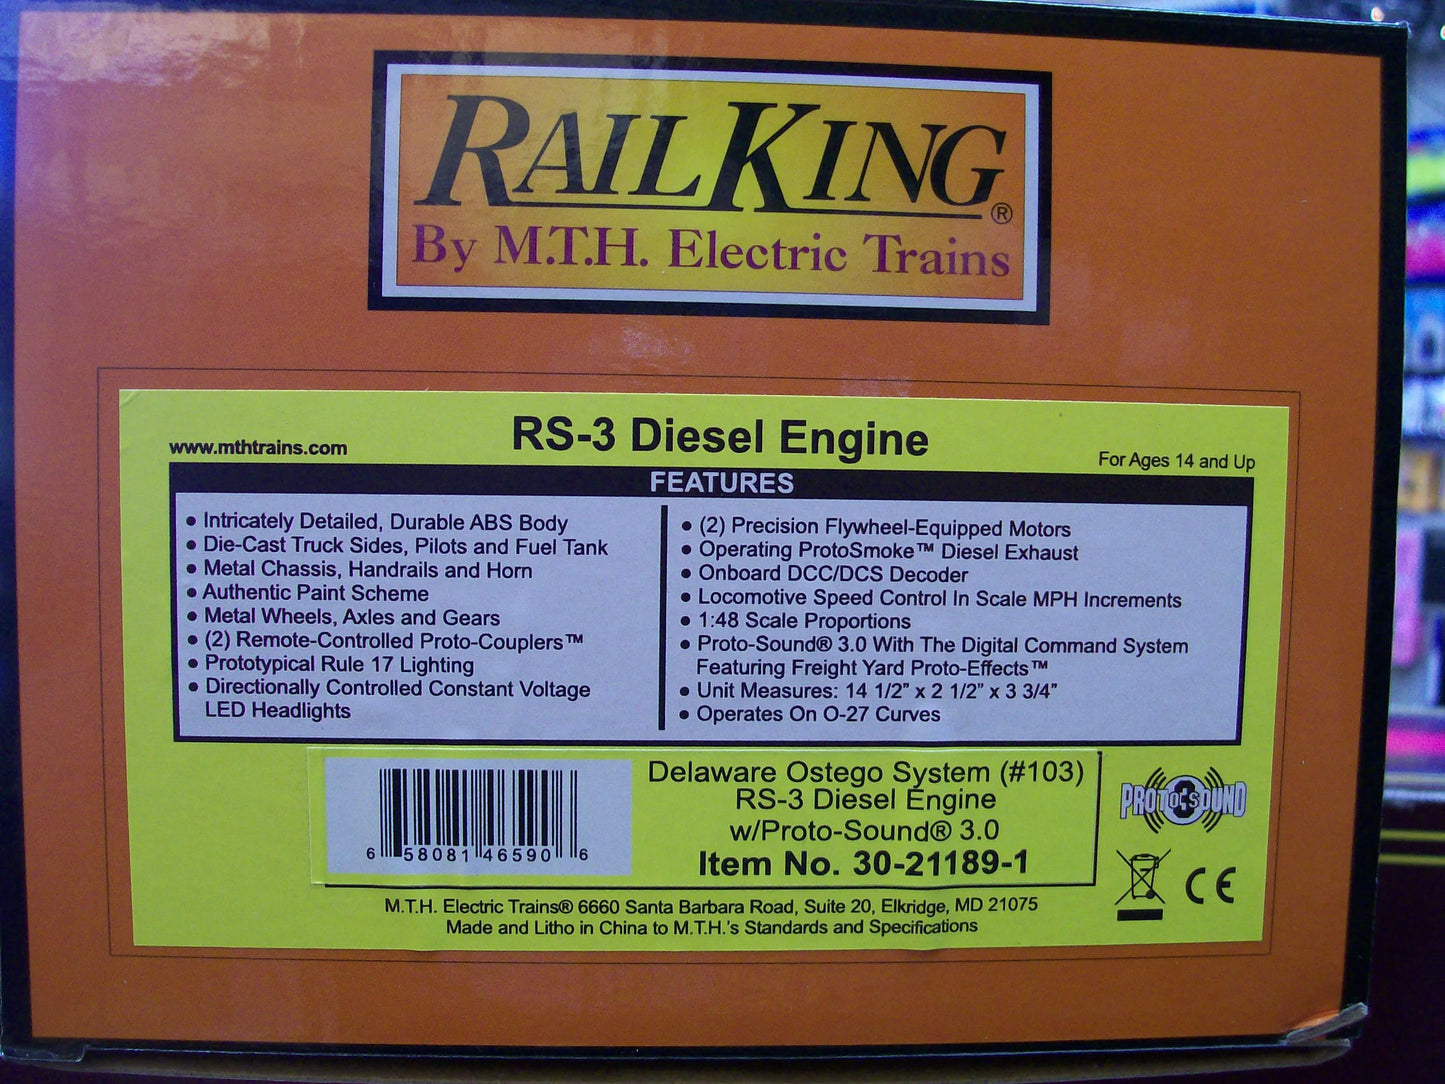 RAILKING®
By M.T.H. Electric Trains
RS-3 Diesel Engine
www.mthtrains.com
For Ages 14 and Up
FEATURES
• Intricately Detailed, Durable ABS Body
• Die-Cast Truck Sides, Pilots and Fuel Tank
• Metal Chassis, Handrails and Horn
• Authentic Paint Scheme
• Metal Wheels, Axles and Gears
• (2) Remote-Controlled Proto-Couplers™
• Prototypical Rule 17 Lighting
• Directionally Controlled Constant Voltage
LED Headlights
• (2) Precision Flywheel-Equipped Motors
• Operating ProtoSmoke™ Diesel Exhaust
• Onboard DCC/DCS Decoder
• Locomotive Speed Control In Scale MPH Increments
• 1:48 Scale Proportions
• Proto-Sound® 3.0 With The Digital Command System
Featuring Freight Yard Proto-Effects™
• Unit Measures: 14 1/2” x 2 1/2” x 3 3/4”
• Operates On O-27 Curves
6 58081 46590 6
Delaware Ostego System (#103)
RS-3 Diesel Engine
w/Proto-Sound® 3.0
Item No. 30-21189-1
PROTO-SOUND 3
CE
M.T.H. Electric Trains® 6660 Santa Barbara Road, Suite 20, Elkridge, MD 21075
Made and Litho in China to M.T.H.'s Standards and Specifications